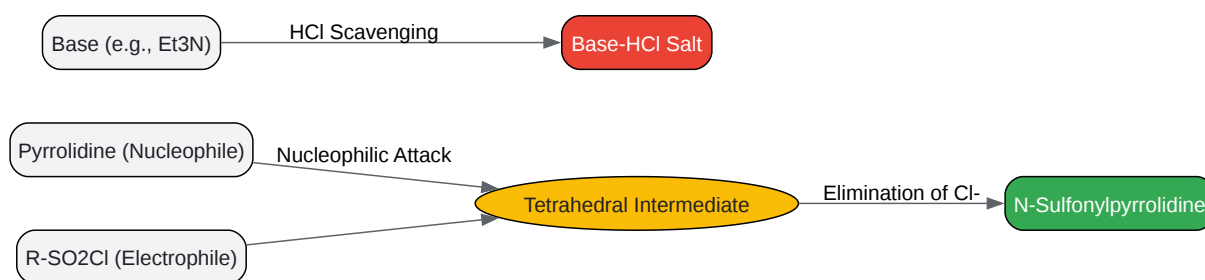 Base (e.g., Et3N)
HCl Scavenging
Base-HCl Salt
Pyrrolidine (Nucleophile)
Nucleophilic Attack
R-SO2Cl (Electrophile)
Tetrahedral Intermediate
Elimination of Cl-
N-Sulfonylpyrrolidine